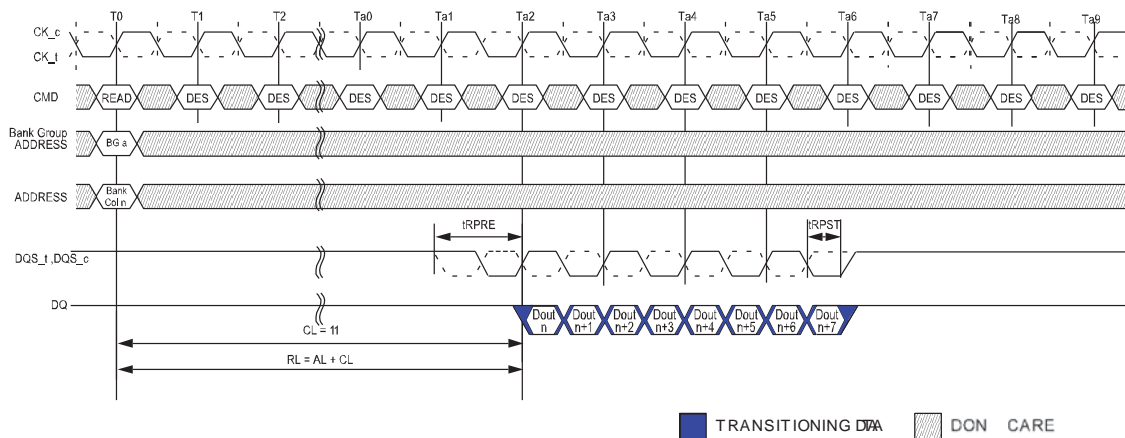 T0 T1 T2 Ta0 Ta1 Ta2 Ta3 Ta4 Ta5 Ta6 Ta7 Ta8 Ta9
CK_c
CK_t
CMD READ DES DES DES DES DES DES DES DES DES DES DES DES
Bank Group
ADDRESS
BG a
ADDRESS
Bank
Col n
tRPRE
tRPST
DQS_t ,DQS_c
DQ
Dout Dout Dout Dout Dout Dout Dout Dout
n n+1 n+2 n+3 n+4 n+5 n+6 n+7
CL = 11
RL = AL + CL
TRANSITIONING DATA DON CARE